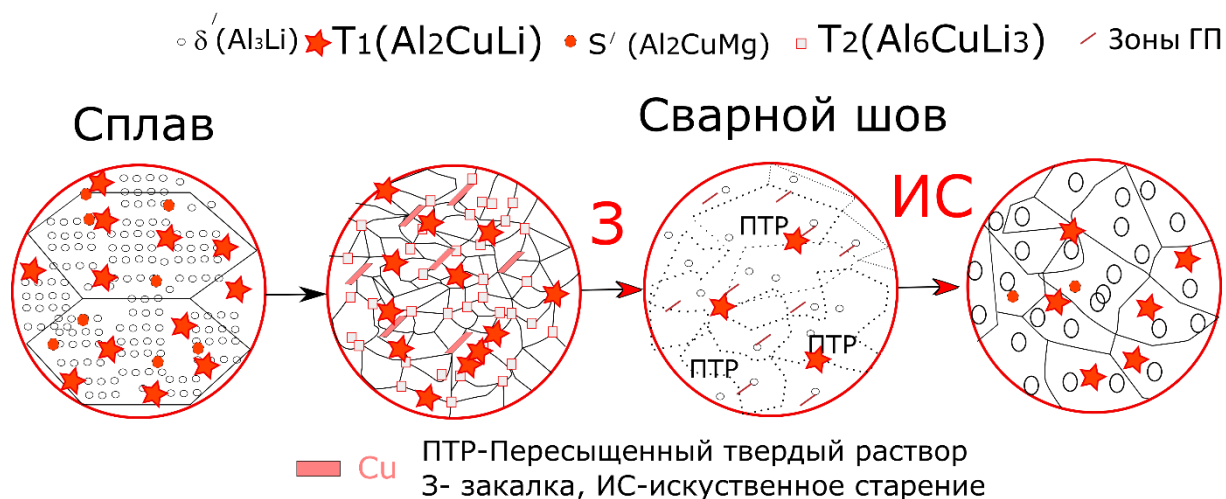 δ′(Al3Li) T1(Al2CuLi) S′ (Al2CuMg) T2(Al6CuLi3) Зоны ГП
Сплав Сварной шов
З ИС
ПТР
ПТР
ПТР
Cu ПТР-Пересыщенный твердый раствор
З- закалка, ИС-искуственное старение